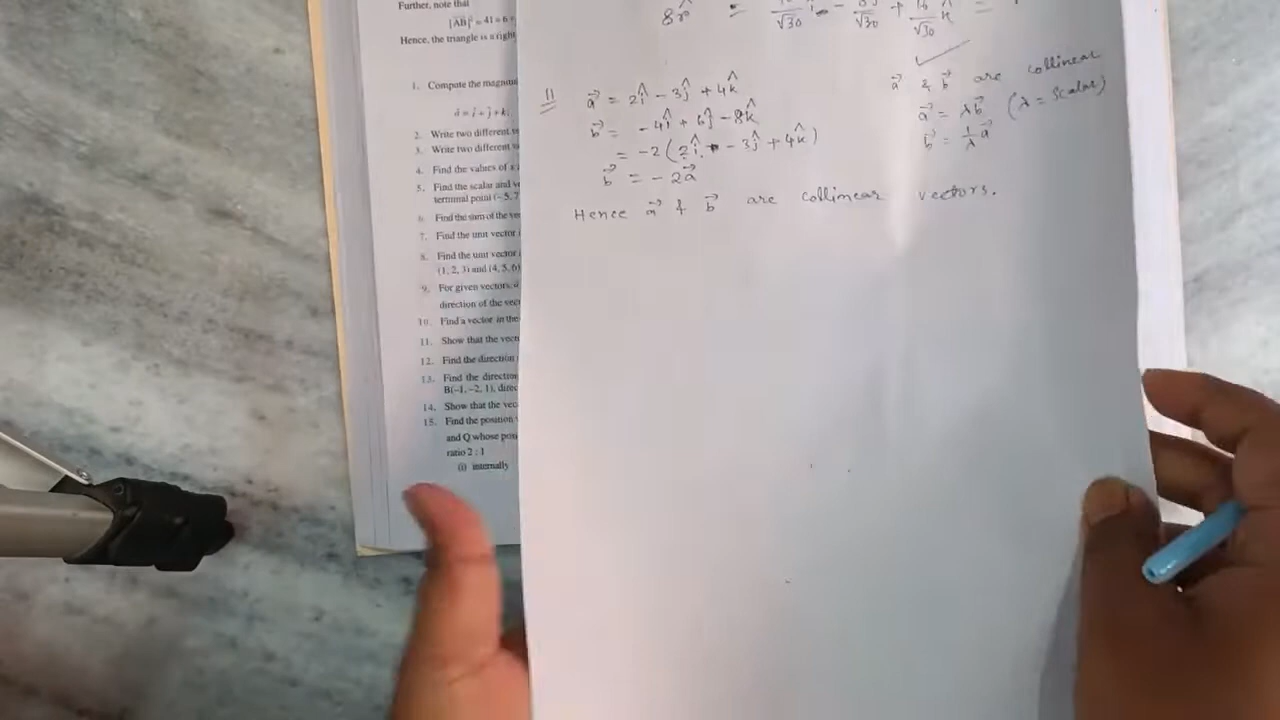 Further, note that
Hence, the triangle is a right
1. Compute the magnitu
2. Write two different v
3. Write two different v
4. Find the values of x
5. Find the scalar and v
terminal point (– 5, 7
6. Find the sum of the ve
7. Find the unit vector
8. Find the unit vector
(1, 2, 3) and (4, 5, 6)
9. For given vectors,
direction of the vec
10. Find a vector in the
11. Show that the vect
12. Find the direction
13. Find the direction
B(–1, –2, 1), direc
14. Show that the vec
15. Find the position
and Q whose posi
ratio 2 : 1
(i) internally
11
a⃗ = 2î - 3ĵ + 4k̂
b⃗ = -4î + 6ĵ - 8k̂
= -2(2î - 3ĵ + 4k̂)
b⃗ = -2a⃗
Hence a⃗ & b⃗ are collinear vectors.
a⃗ & b⃗ are collinear
a⃗ = λb⃗ (λ = scalar)
b⃗ = 1/λ a⃗